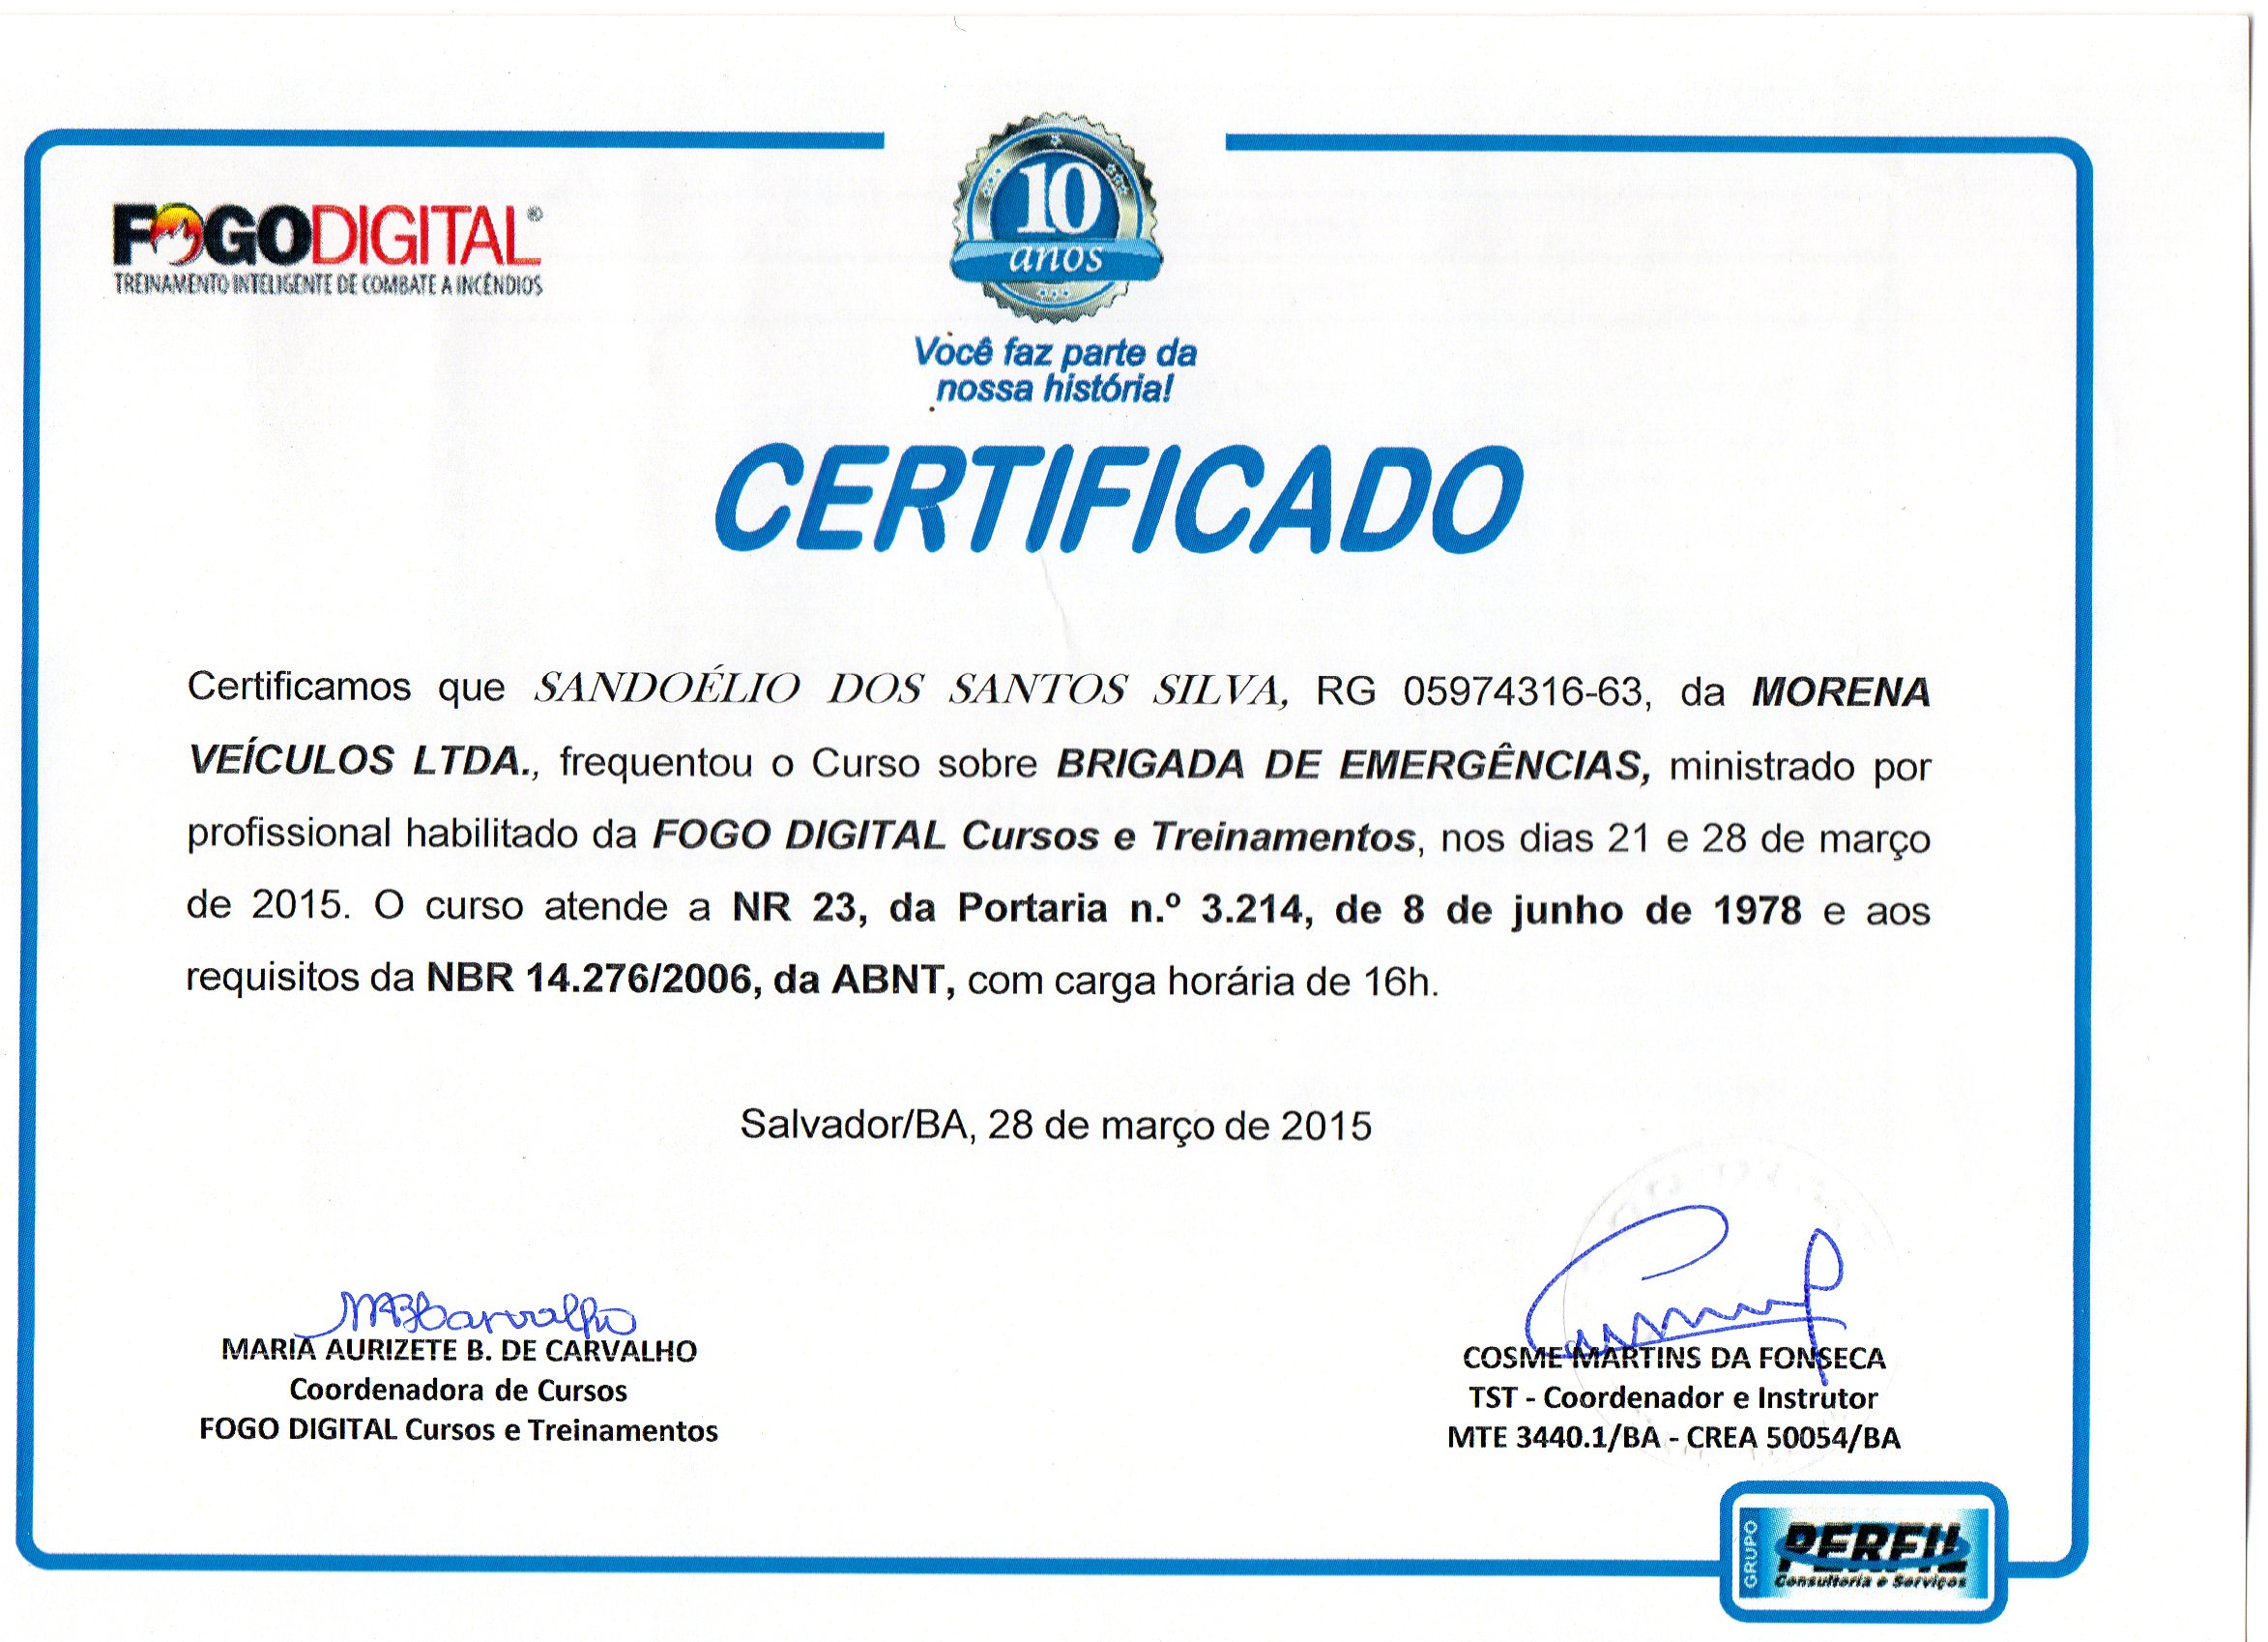 FOGODIGITAL®
TREINAMENTO INTELIGENTE DE COMBATE A INCÊNDIOS
10
anos
Você faz parte da
nossa história!
CERTIFICADO
Certificamos que SANDOÉLIO DOS SANTOS SILVA, RG 05974316-63, da MORENA
VEÍCULOS LTDA., frequentou o Curso sobre BRIGADA DE EMERGÊNCIAS, ministrado por
profissional habilitado da FOGO DIGITAL Cursos e Treinamentos, nos dias 21 e 28 de março
de 2015. O curso atende a NR 23, da Portaria n.º 3.214, de 8 de junho de 1978 e aos
requisitos da NBR 14.276/2006, da ABNT, com carga horária de 16h.
Salvador/BA, 28 de março de 2015
MABCarvalho
MARIA AURIZETE B. DE CARVALHO
Coordenadora de Cursos
FOGO DIGITAL Cursos e Treinamentos
COSME MARTINS DA FONSECA
TST - Coordenador e Instrutor
MTE 3440.1/BA - CREA 50054/BA
GRUPO
PERFIL
Consultoria e Serviços